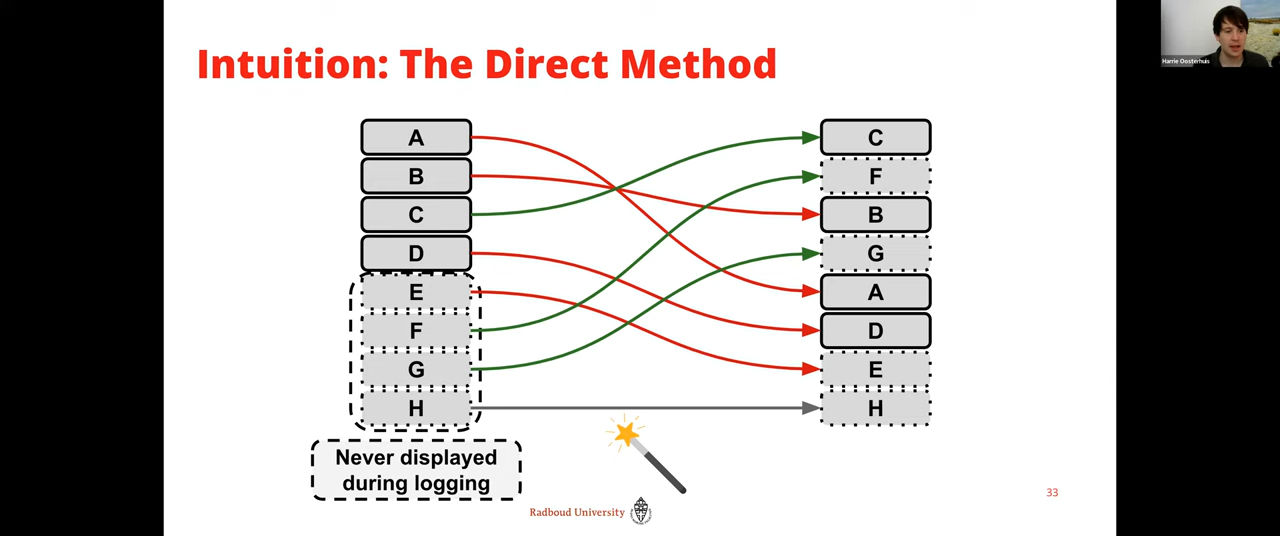 Intuition: The Direct Method
Harrie Oosterhuis
A
B
C
D
E
F
G
H
C
F
B
G
A
D
E
H
Never displayed
during logging
33
Radboud University